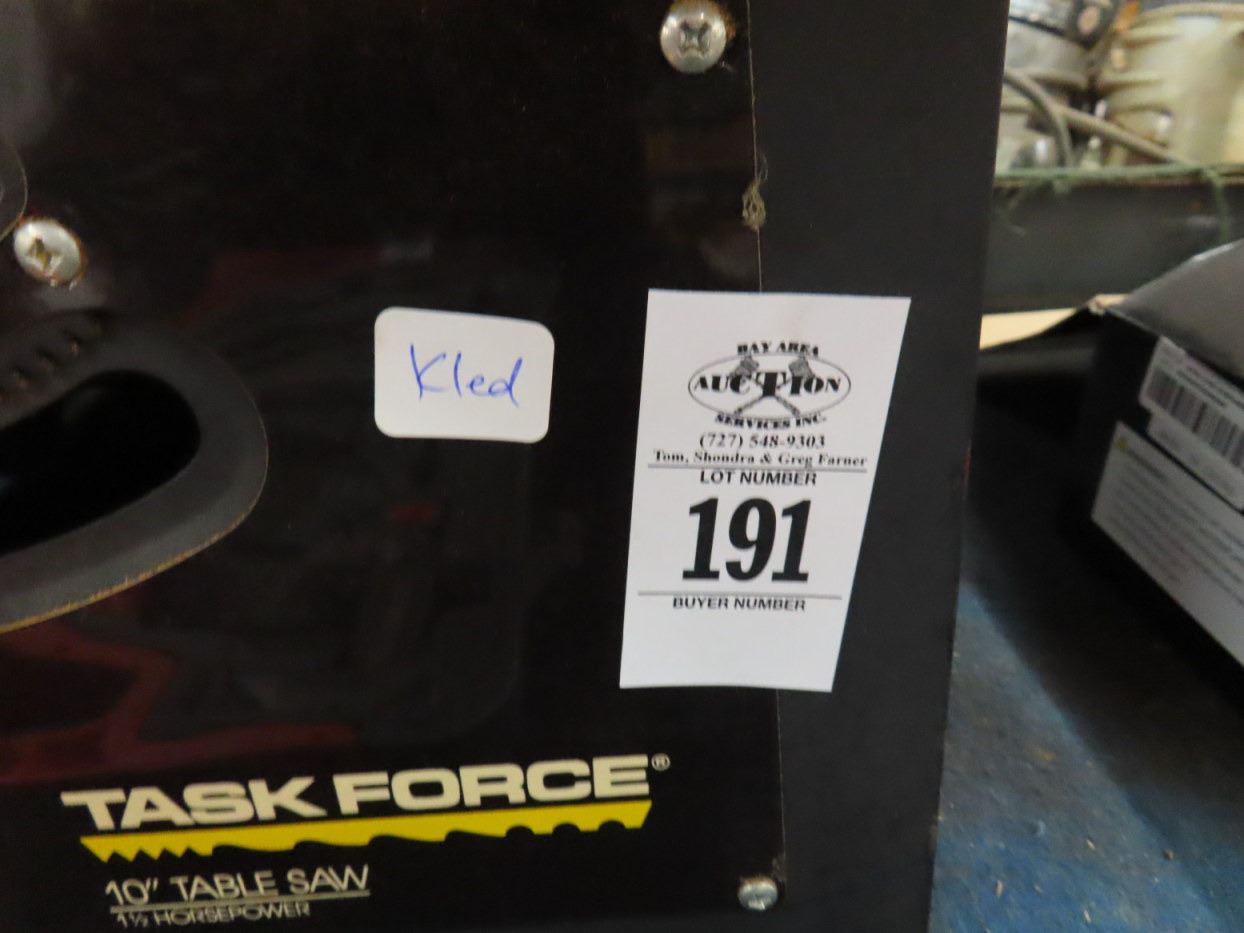 Kled
BAY AREA
AUCTION
SERVICES INC.
(727) 548-9303
Tom, Shondra & Greg Farner
LOT NUMBER
191
BUYER NUMBER
TASK FORCE®
10" TABLE SAW
1½ HORSEPOWER